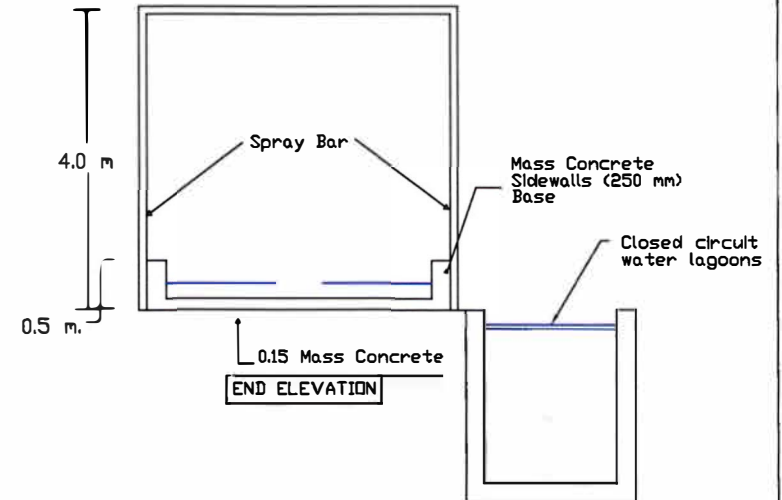 Spray Bar
4.0 m
Mass Concrete
Sidewalls (250 mm)
Base
Closed circuit
water lagoons
0.5 m.
0.15 Mass Concrete
END ELEVATION